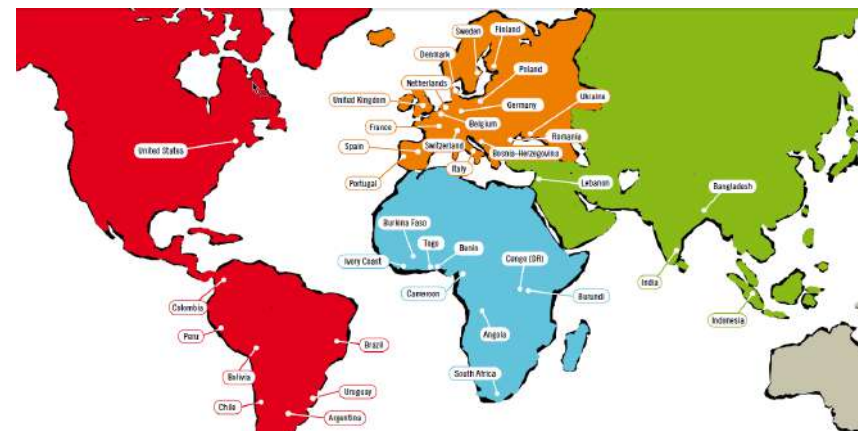 Sweden
Finland
Denmark
Netherlands
Poland
United Kingdom
Germany
Ukraine
France
Belgium
Spain
Switzerland
Romania
Bosnia-Herzegovina
Italy
Portugal
United States
Lebanon
Bangladesh
Burkina Faso
Togo
Benin
Ivory Coast
Congo (DR)
Cameroon
Burundi
India
Indonesia
Colombia
Peru
Angola
Brazil
Bolivia
South Africa
Uruguay
Chile
Argentina